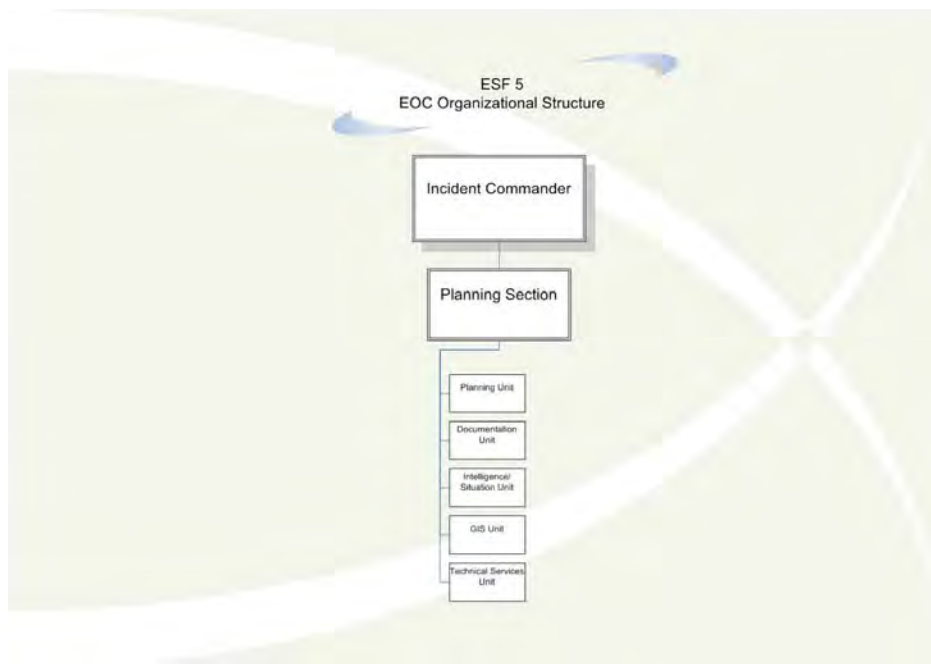 ESF 5
EOC Organizational Structure
Incident Commander
Planning Section
Planning Unit
Documentation
Unit
Intelligence/
Situation Unit
GIS Unit
Technical Services
Unit